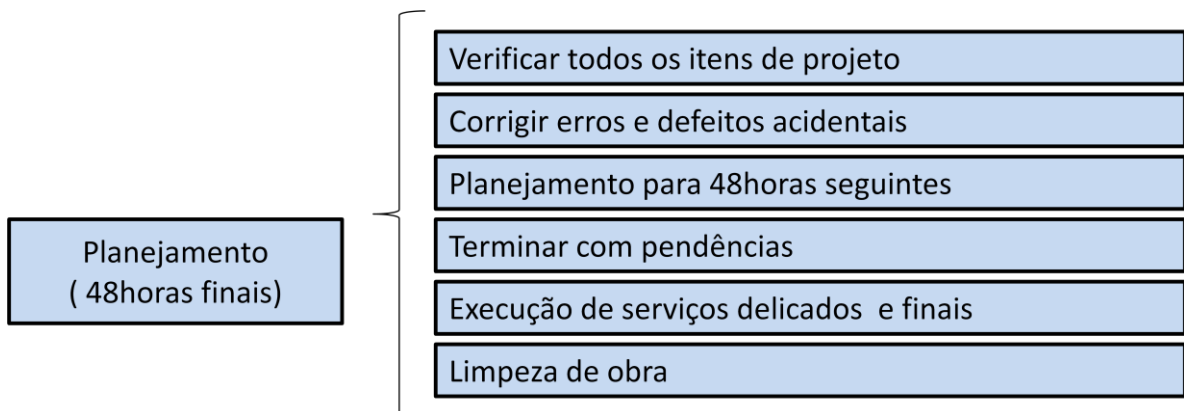 Planejamento
( 48horas finais)
Verificar todos os itens de projeto
Corrigir erros e defeitos acidentais
Planejamento para 48horas seguintes
Terminar com pendências
Execução de serviços delicados e finais
Limpeza de obra